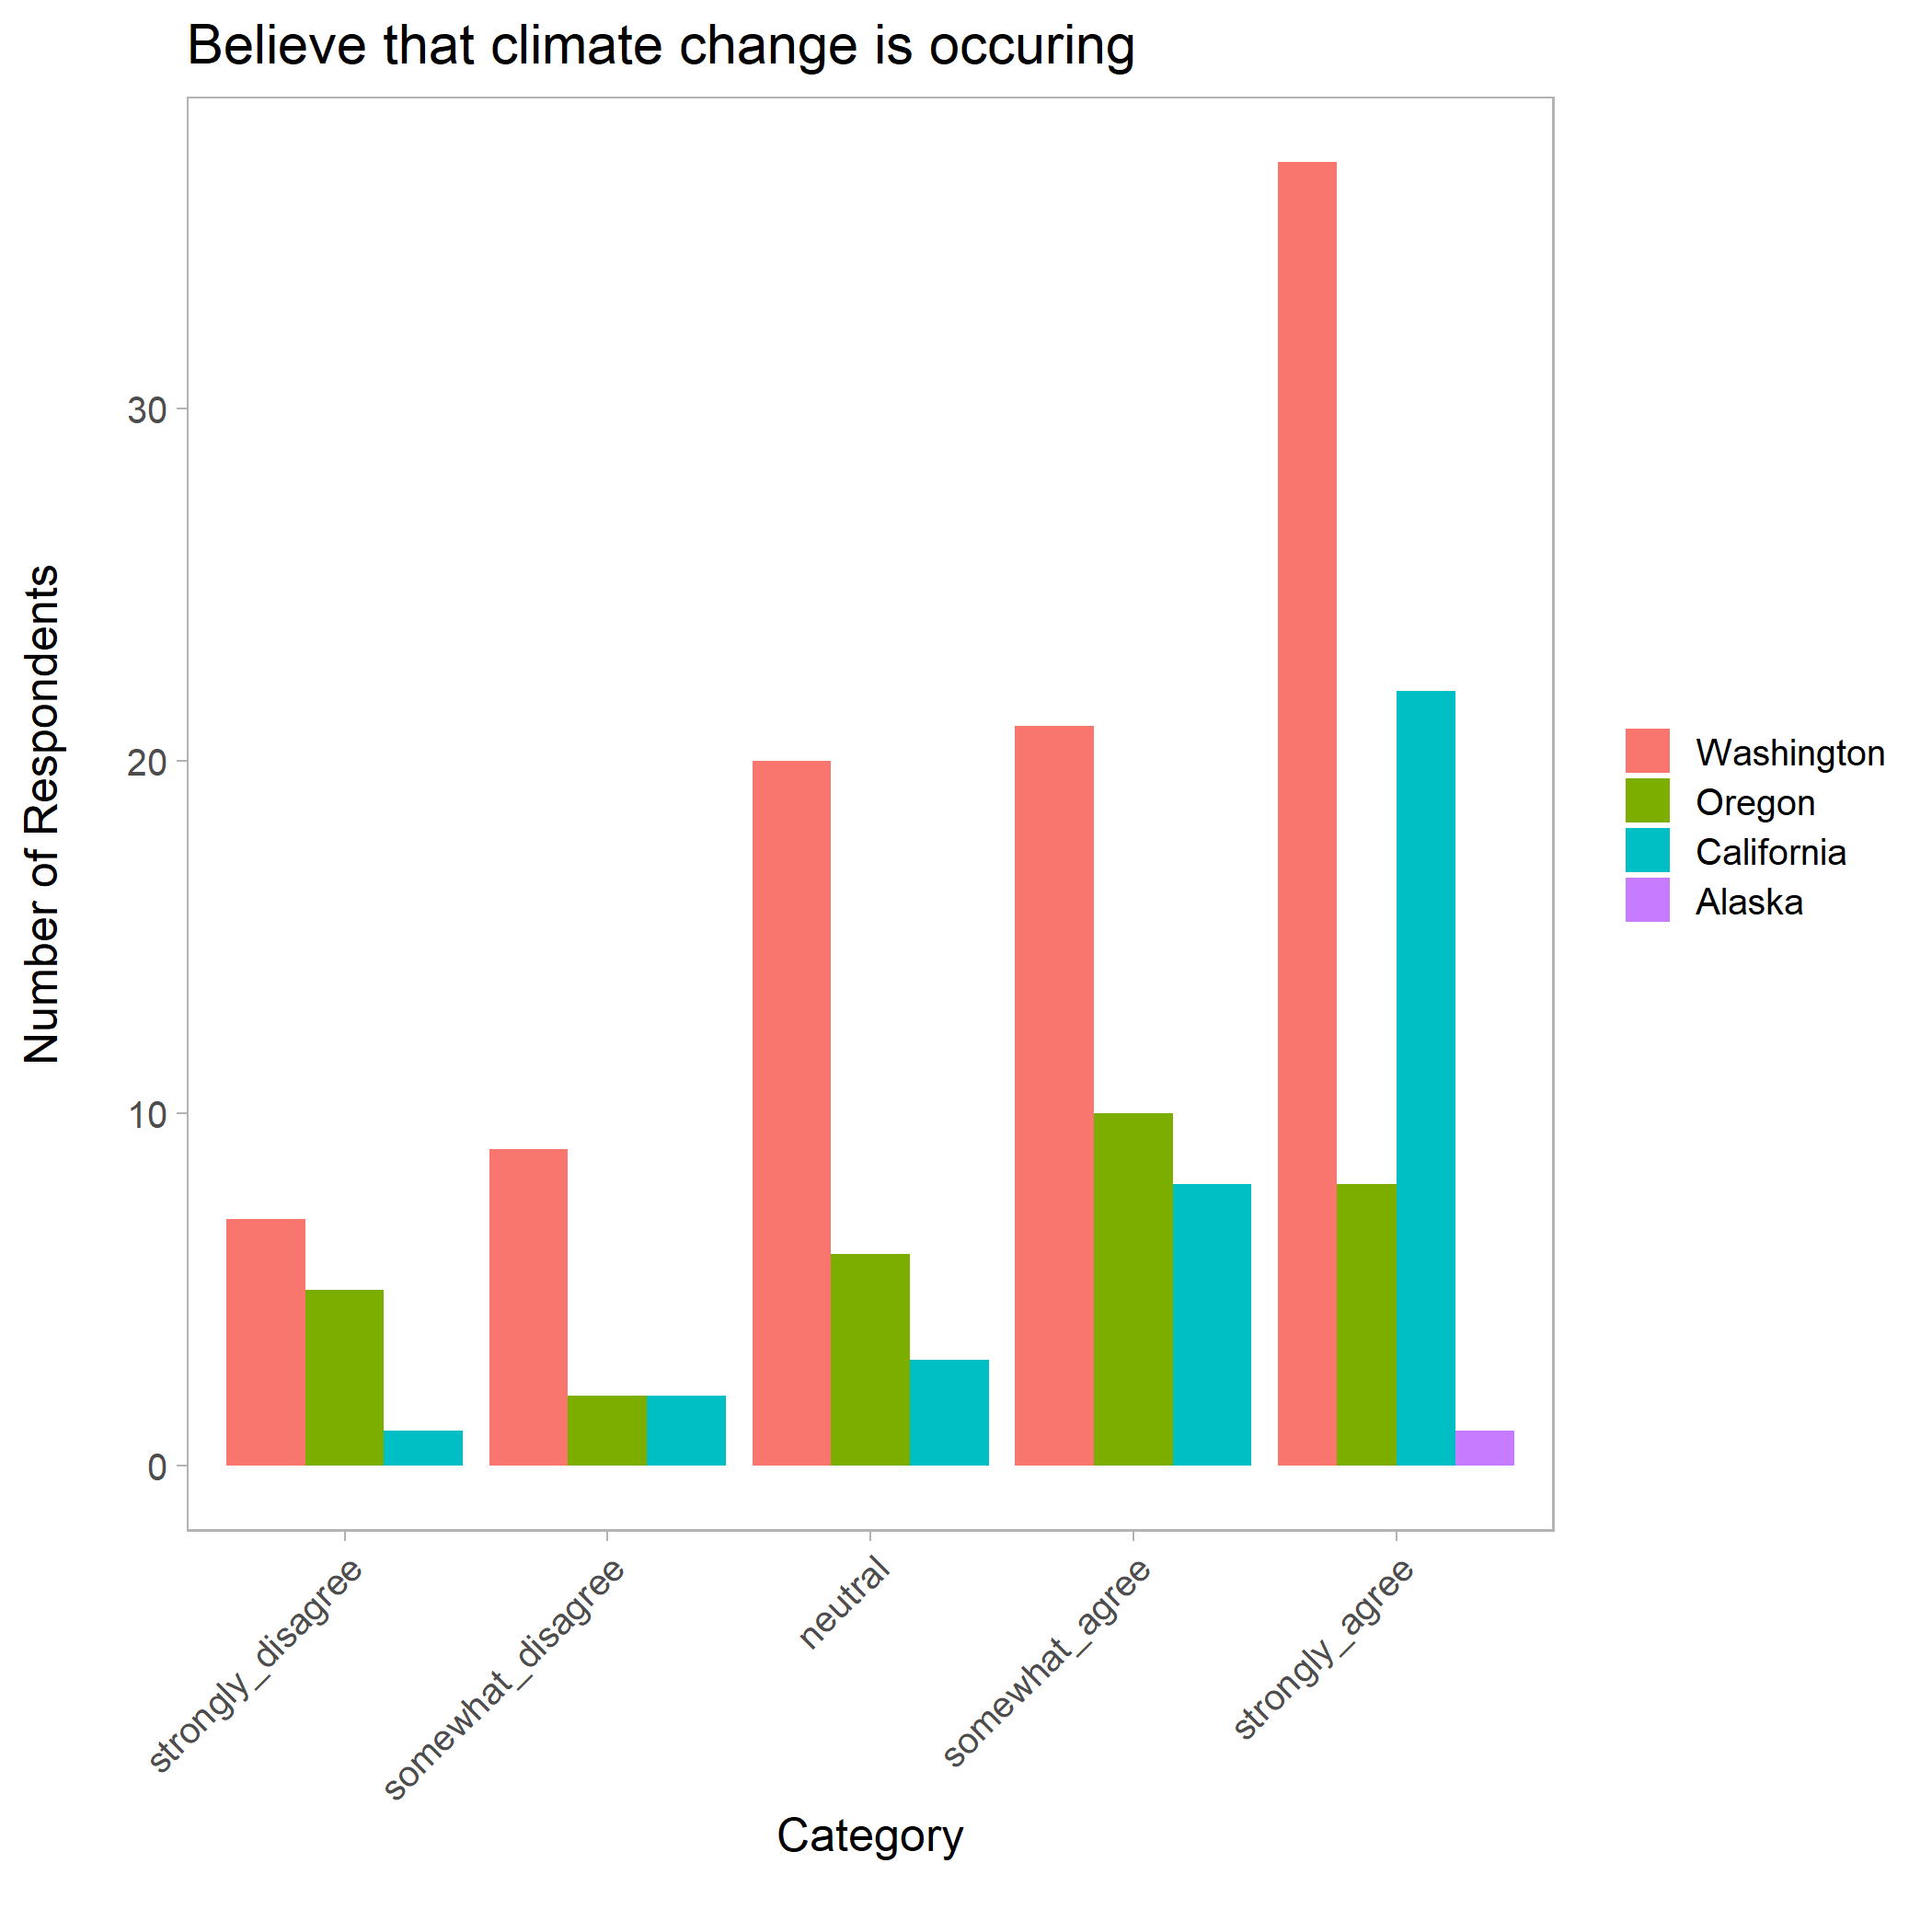 Believe that climate change is occuring
Number of Respondents
30
20
10
0
strongly_disagree
somewhat_disagree
neutral
somewhat_agree
strongly_agree
Category
Washington
Oregon
California
Alaska